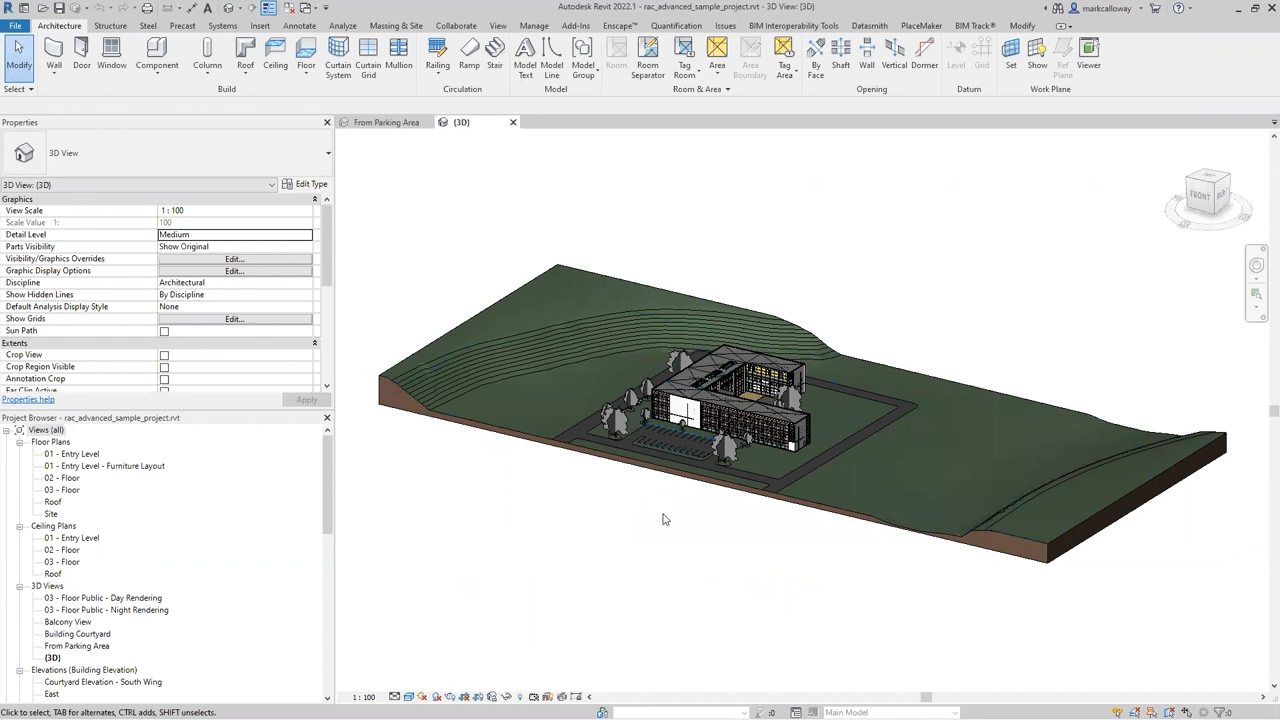 Autodesk Revit 2022.1 - rac_advanced_sample_project.rvt - 3D View: {3D}
markcalloway
File Architecture Structure Steel Precast Systems Insert Annotate Analyze Massing & Site Collaborate View Manage Add-Ins Enscape™ Quantification Issues BIM Interoperability Tools Datasmith PlaceMaker BIM Track® Modify
Modify Wall Door Window Component Column Roof Ceiling Floor Curtain System Curtain Grid Mullion Railing Ramp Stair Model Text Model Line Model Group Room Room Separator Tag Room Area Area Boundary Tag Area By Face Shaft Wall Vertical Dormer Level Grid Set Show Ref Plane Viewer
Select Build Circulation Model Room & Area Opening Datum Work Plane
Properties
From Parking Area
{3D}
3D View
3D View: {3D}
Edit Type
Graphics
View Scale 1 : 100
Scale Value 1: 100
Detail Level Medium
Parts Visibility Show Original
Visibility/Graphics Overrides Edit...
Graphic Display Options Edit...
Discipline Architectural
Show Hidden Lines By Discipline
Default Analysis Display Style None
Show Grids Edit...
Sun Path
Extents
Crop View
Crop Region Visible
Annotation Crop
Far Clip Active
Properties help
Apply
FRONT
Project Browser - rac_advanced_sample_project.rvt
Views (all)
Floor Plans
01 - Entry Level
01 - Entry Level - Furniture Layout
02 - Floor
03 - Floor
Roof
Site
Ceiling Plans
01 - Entry Level
02 - Floor
03 - Floor
Roof
3D Views
03 - Floor Public - Day Rendering
03 - Floor Public - Night Rendering
Balcony View
Building Courtyard
From Parking Area
{3D}
Elevations (Building Elevation)
Courtyard Elevation - South Wing
East
1 : 100
Click to select, TAB for alternates, CTRL adds, SHIFT unselects.
:0
Main Model
:0